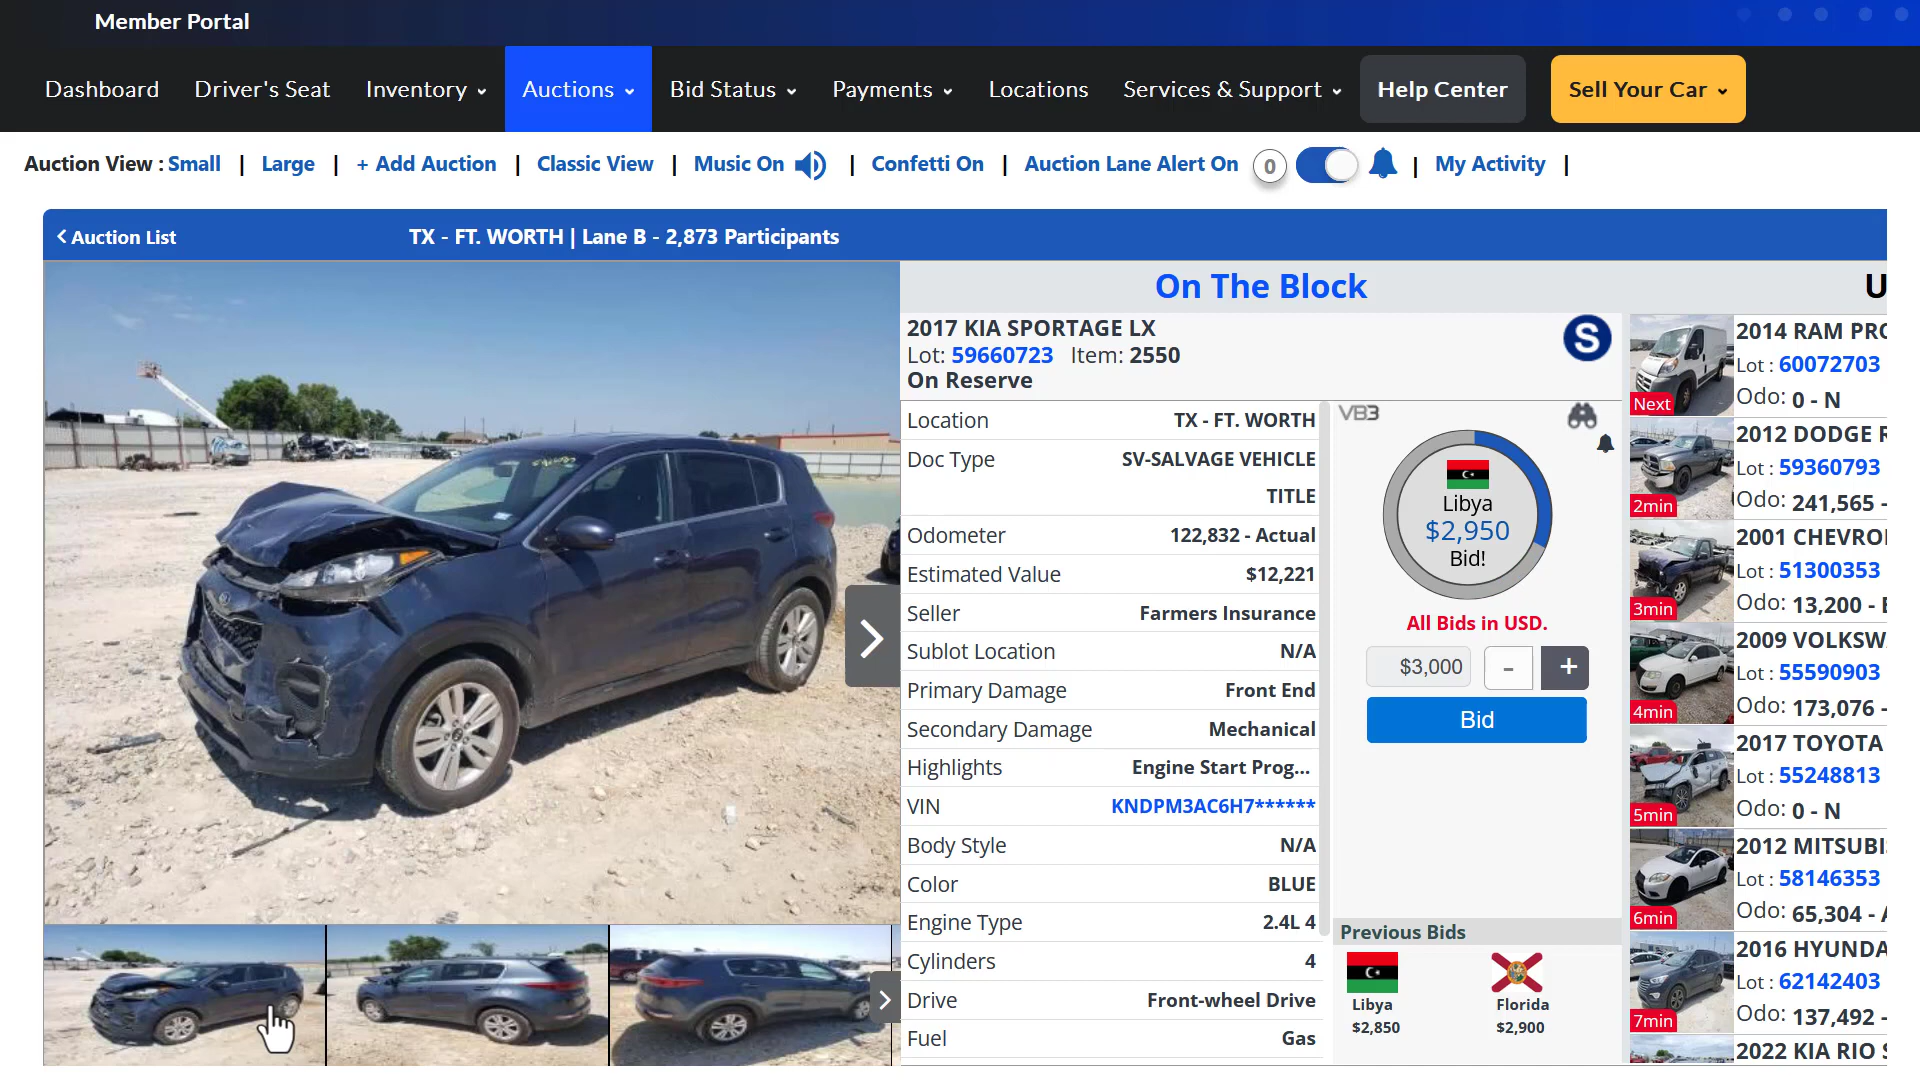 Member Portal
Dashboard Driver's Seat Inventory Auctions Bid Status Payments Locations Services & Support Help Center Sell Your Car
Auction View : Small | Large | + Add Auction | Classic View | Music On | Confetti On | Auction Lane Alert On 0 | My Activity |
Auction List
TX - FT. WORTH | Lane B - 2,873 Participants
On The Block
2017 KIA SPORTAGE LX
Lot: 59660723 Item: 2550
On Reserve
S
Location TX - FT. WORTH
Doc Type SV-SALVAGE VEHICLE
TITLE
Odometer 122,832 - Actual
Estimated Value $12,221
Seller Farmers Insurance
Sublot Location N/A
Primary Damage Front End
Secondary Damage Mechanical
Highlights Engine Start Prog...
VIN KNDPM3AC6H7******
Body Style N/A
Color BLUE
Engine Type 2.4L 4
Cylinders 4
Drive Front-wheel Drive
Fuel Gas
VB3
Libya
$2,950
Bid!
All Bids in USD.
$3,000 - +
Bid
Previous Bids
Libya
$2,850
Florida
$2,900
U
2014 RAM PRO
Lot : 60072703
Odo: 0 - N
Next
2012 DODGE R
Lot : 59360793
Odo: 241,565 -
2min
2001 CHEVROL
Lot : 51300353
Odo: 13,200 - E
3min
2009 VOLKSW
Lot : 55590903
Odo: 173,076 -
4min
2017 TOYOTA
Lot : 55248813
Odo: 0 - N
5min
2012 MITSUBI
Lot : 58146353
Odo: 65,304 - A
6min
2016 HYUNDA
Lot : 62142403
Odo: 137,492 -
7min
2022 KIA RIO S